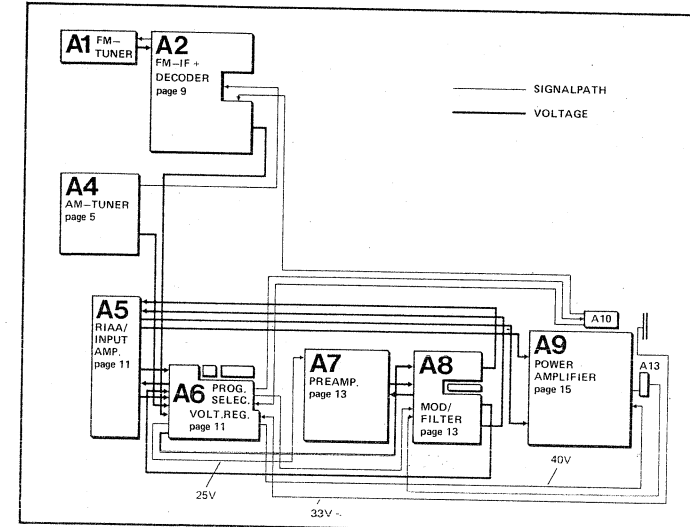 A1 FM-
TUNER
A2
FM-IF +
DECODER
page 9
SIGNALPATH
VOLTAGE
A4
AM-TUNER
page 5
A5
RIAA/
INPUT
AMP.
page 11
A6
PROG.
SELEC.
VOLT.REG.
page 11
A7
PREAMP.
page 13
A8
MOD/
FILTER
page 13
A10
A9
POWER
AMPLIFIER
page 15
A13
25V
33V ~
40V